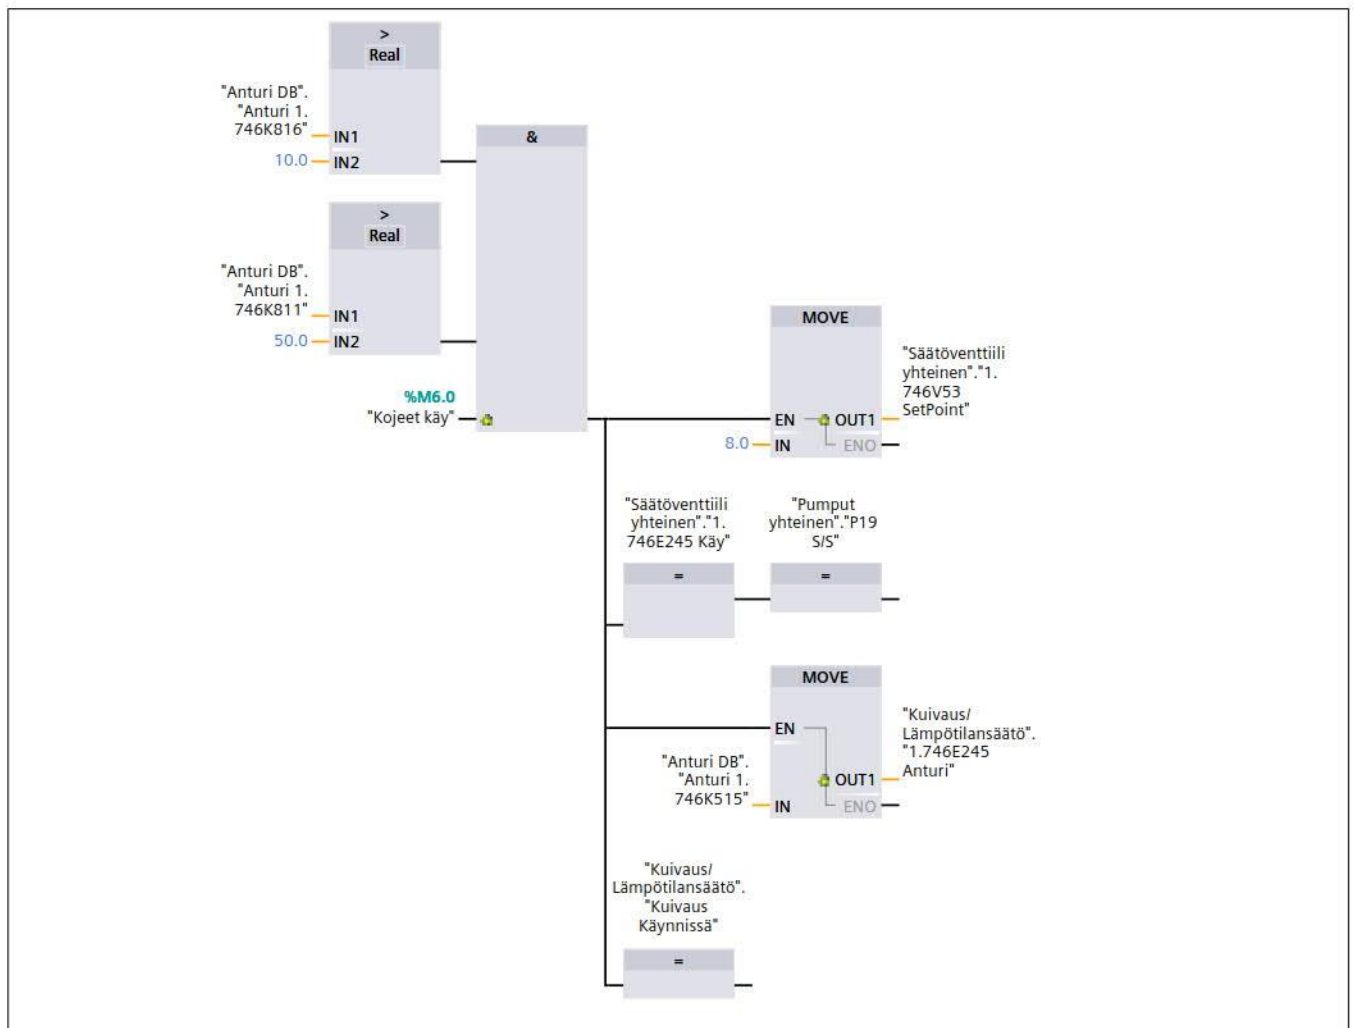 >
Real
"Anturi DB".
"Anturi 1.
746K816"
IN1
10.0
IN2
&
>
Real
"Anturi DB".
"Anturi 1.
746K811"
IN1
50.0
IN2
%M6.0
"Kojeet käy"
MOVE
"Säätöventtiili
yhteinen"."1.
746V53
SetPoint"
EN
OUT1
8.0
IN
ENO
"Säätöventtiili
yhteinen"."1.
746E245 Käy"
=
"Pumput
yhteinen"."P19
S/S"
=
MOVE
EN
"Kuivaus/
Lämpötilansäätö".
"1.746E245
Anturi"
"Anturi DB".
"Anturi 1.
746K515"
OUT1
IN
ENO
"Kuivaus/
Lämpötilansäätö".
"Kuivaus
Käynnissä"
=